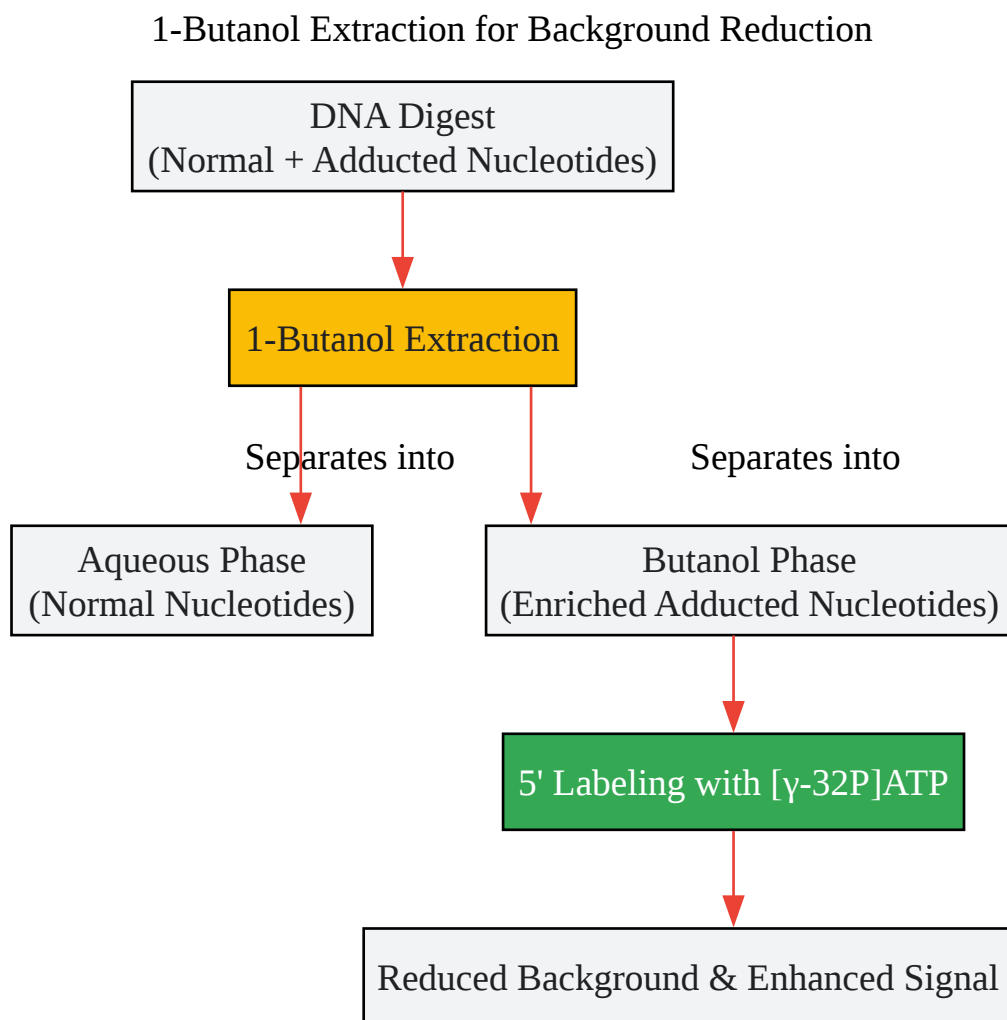 1-Butanol Extraction for Background Reduction
DNA Digest
(Normal + Adducted Nucleotides)
1-Butanol Extraction
Separates into
Separates into
Aqueous Phase
(Normal Nucleotides)
Butanol Phase
(Enriched Adducted Nucleotides)
5' Labeling with [γ-32P]ATP
Reduced Background & Enhanced Signal